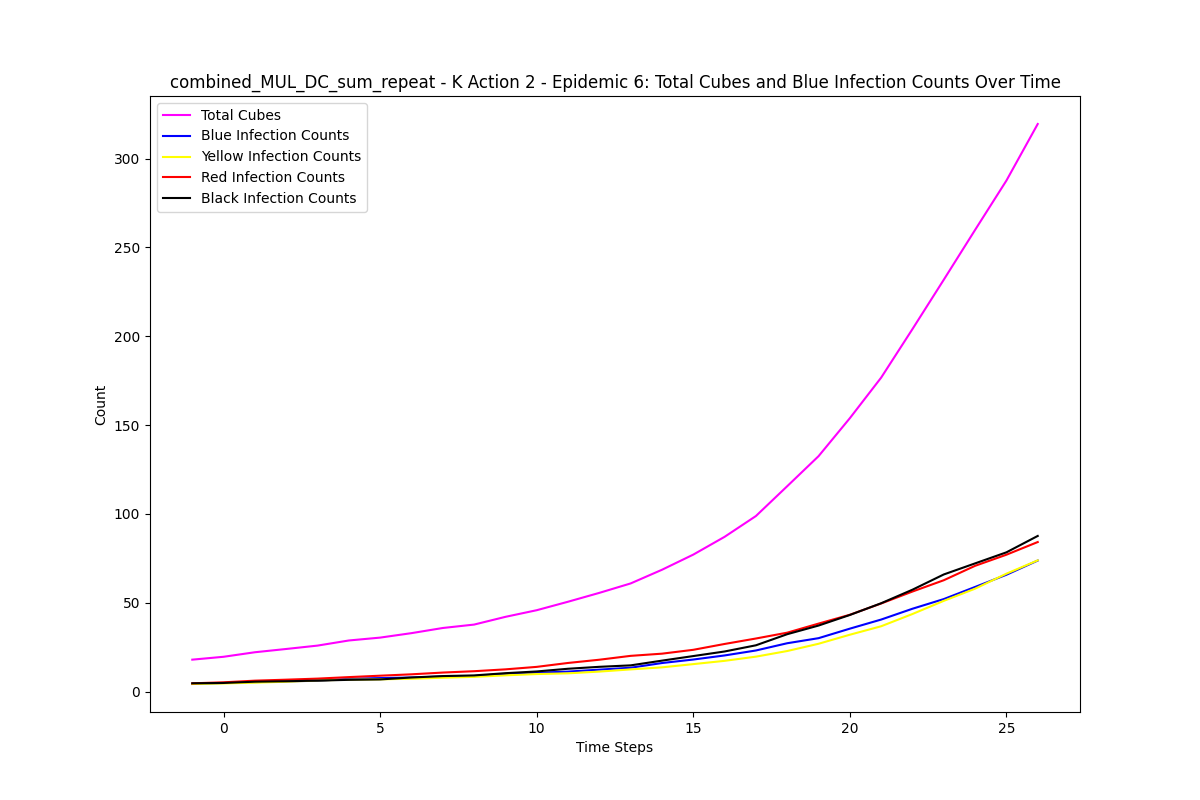 combined_MUL_DC_sum_repeat - K Action 2 - Epidemic 6: Total Cubes and Blue Infection Counts Over Time
Total Cubes
Blue Infection Counts
Yellow Infection Counts
Red Infection Counts
Black Infection Counts
300
250
200
150
100
50
0
Count
0 5 10 15 20 25
Time Steps